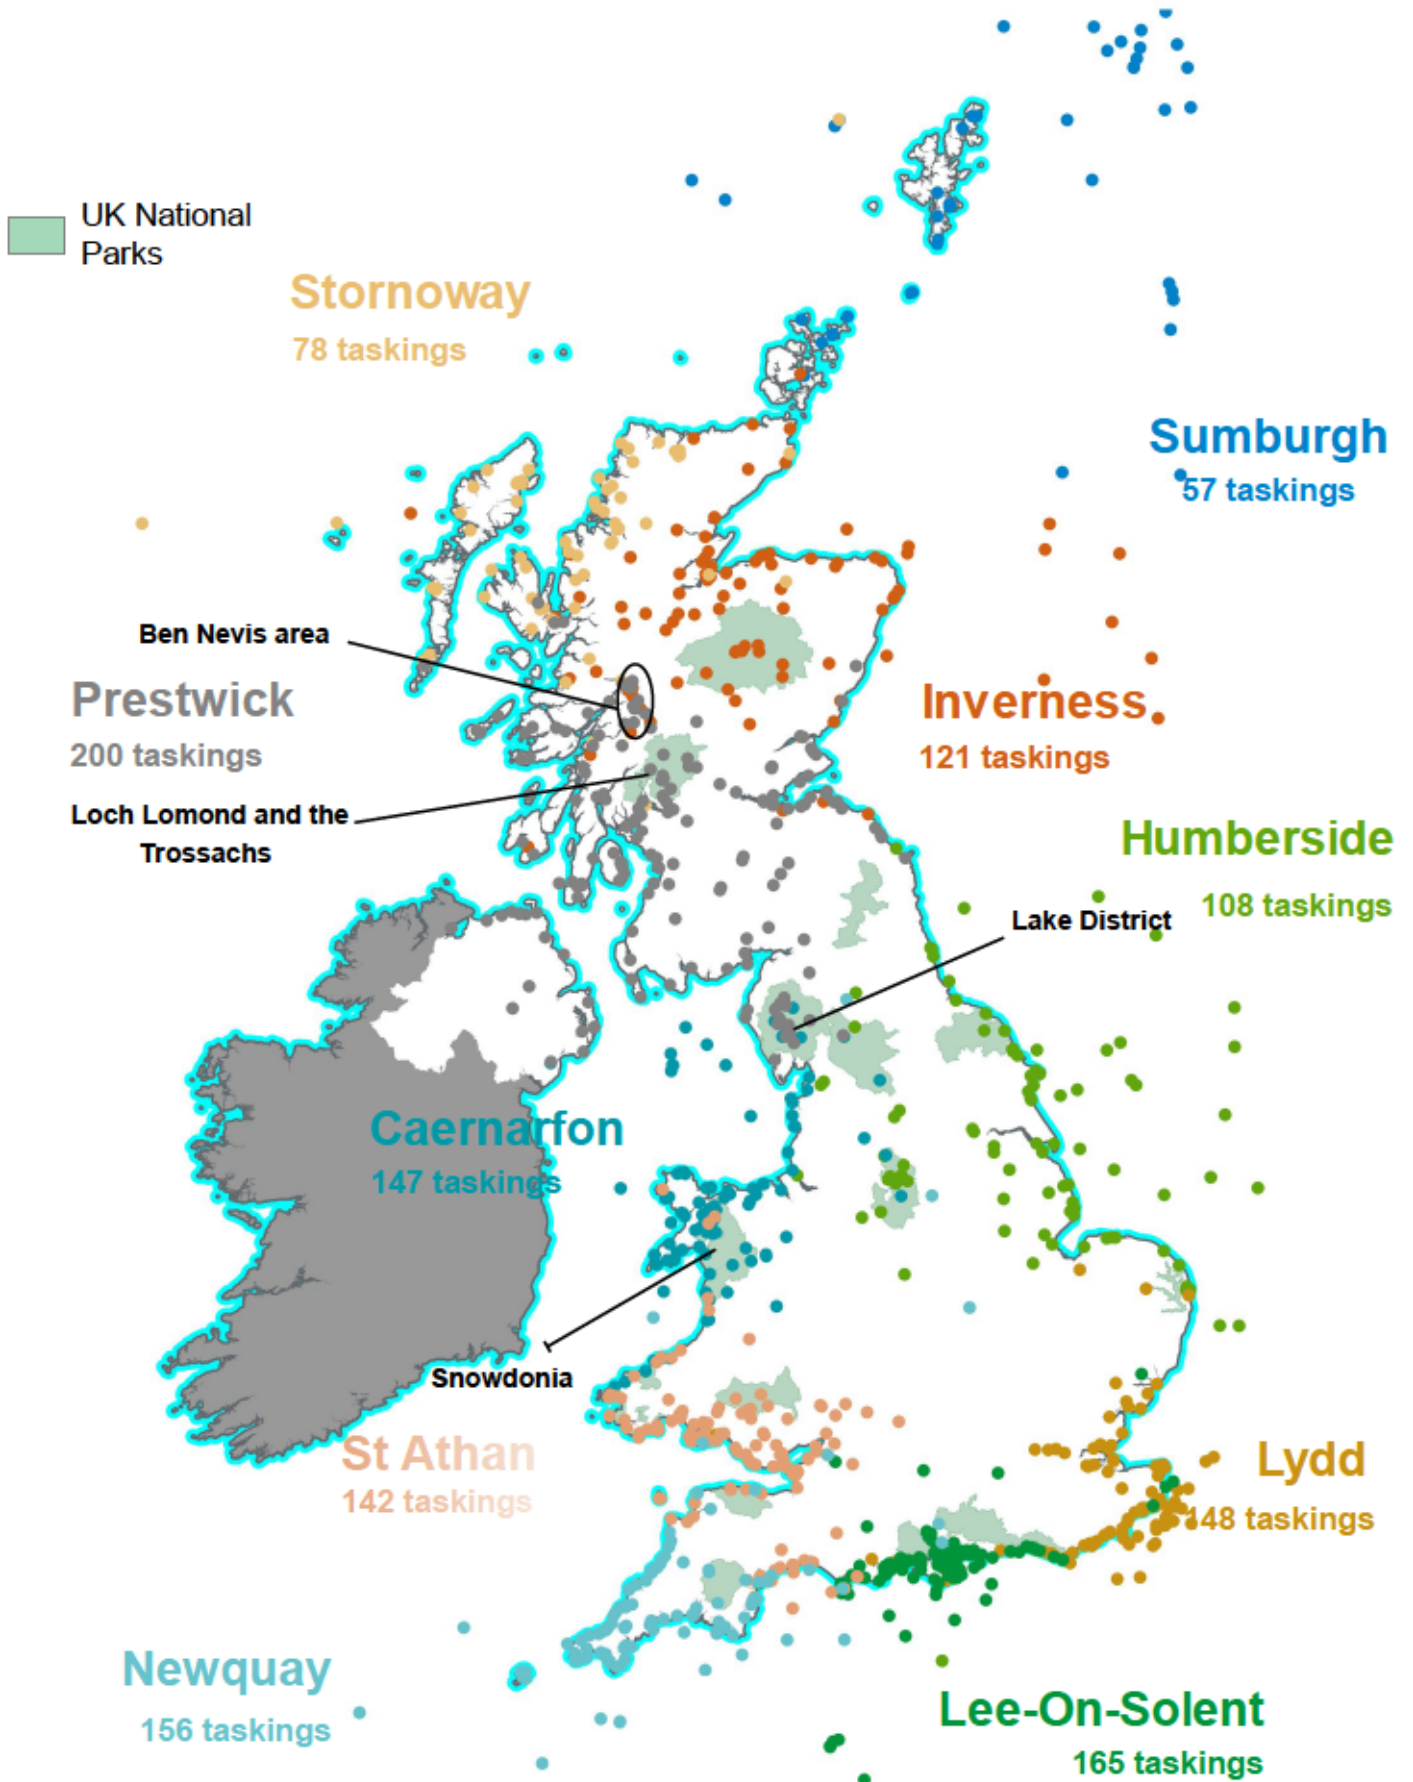 UK National
Parks
Stornoway
78 taskings
Sumburgh
57 taskings
Ben Nevis area
Prestwick
200 taskings
Inverness
121 taskings
Loch Lomond and the
Trossachs
Humberside
108 taskings
Lake District
Caernarfon
147 taskings
Snowdonia
St Athan
142 taskings
Lydd
148 taskings
Newquay
156 taskings
Lee-On-Solent
165 taskings